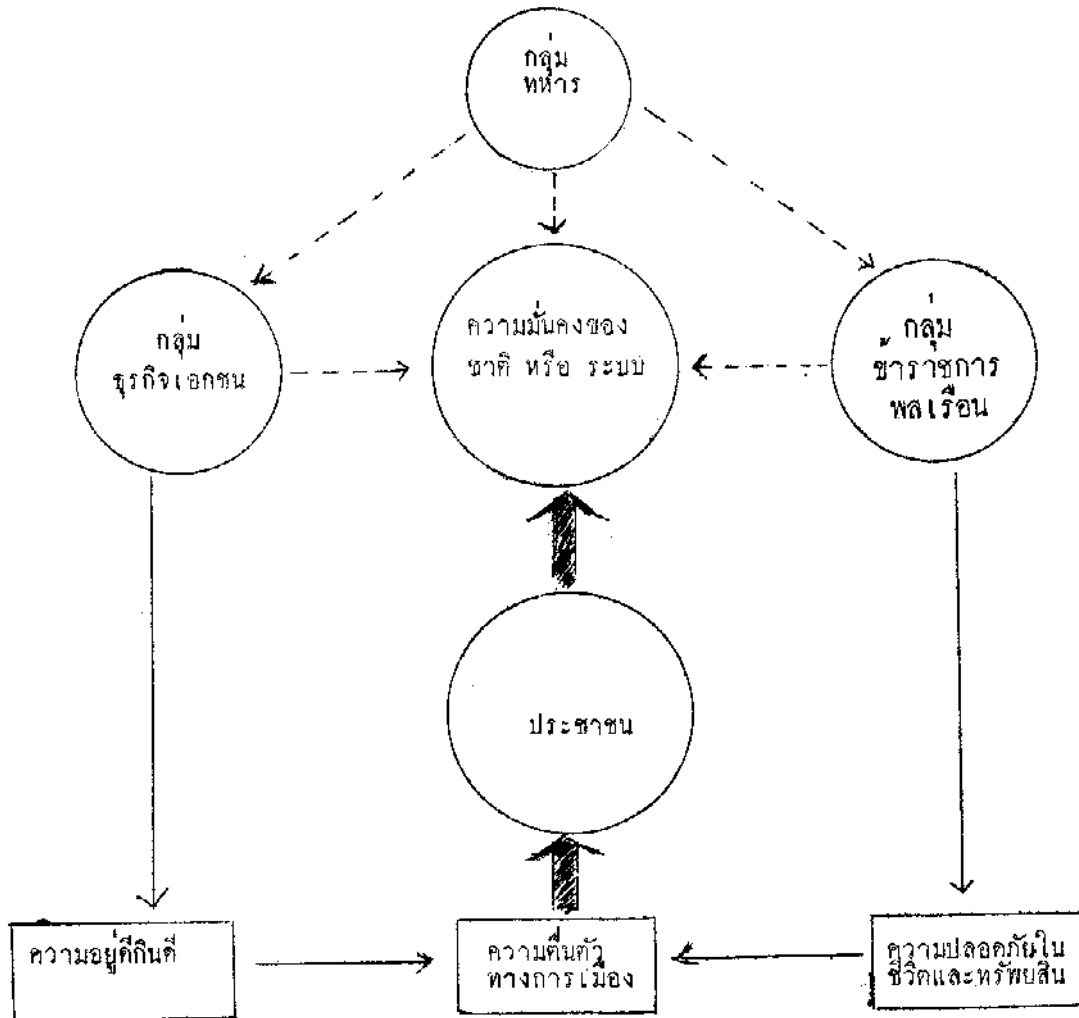 กลุ่ม
ทหาร
กลุ่ม
ธุรกิจเอกชน
ความมั่นคงของ
ชาติ หรือ ระบบ
กลุ่ม
ข้าราชการ
พลเรือน
ประชาชน
ความอยู่ดีกินดี
ความตื่นตัว
ทางการเมือง
ความปลอดภัยใน
ชีวิตและทรัพยสิน